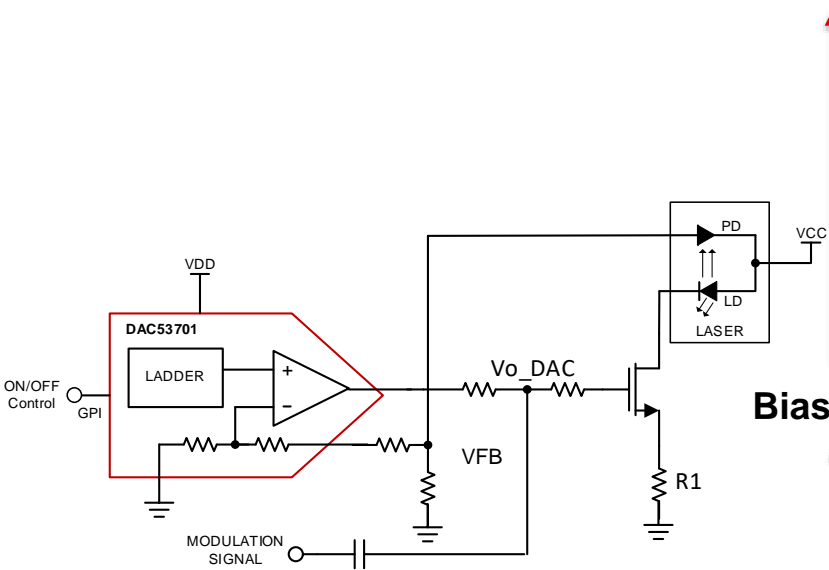 PD
VCC
VDD
LD
DAC53701
LASER
LADDER
+
Vo_DAC
ON/OFF
Control
GPI
−
Bias
VFB
R1
MODULATION
SIGNAL